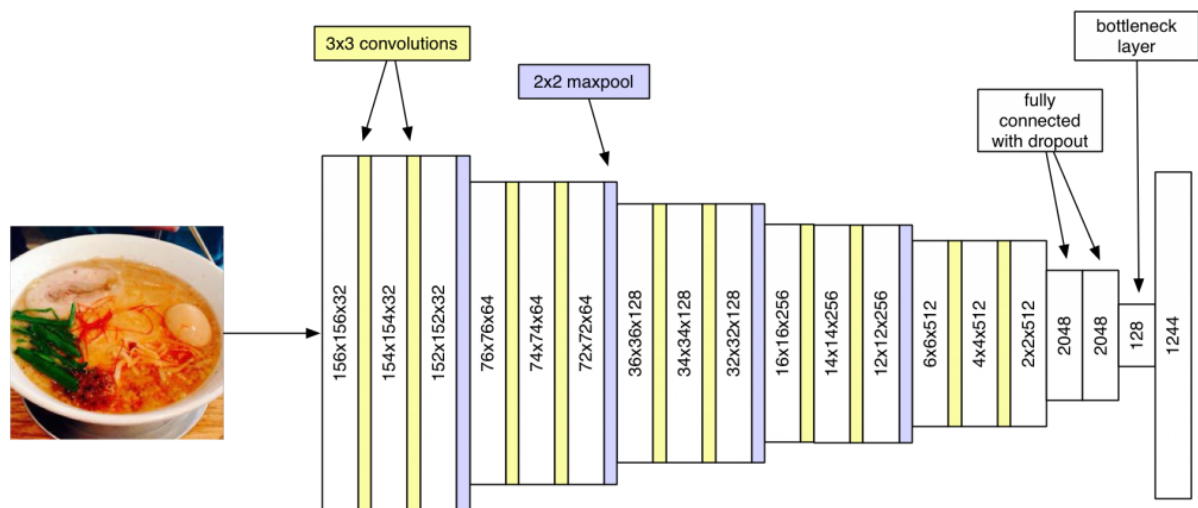 3x3 convolutions
2x2 maxpool
bottleneck
layer
fully
connected
with dropout
156x156x32
154x154x32
152x152x32
76x76x64
74x74x64
72x72x64
36x36x128
34x34x128
32x32x128
16x16x256
14x14x256
12x12x256
6x6x512
4x4x512
2x2x512
2048
2048
128
1244